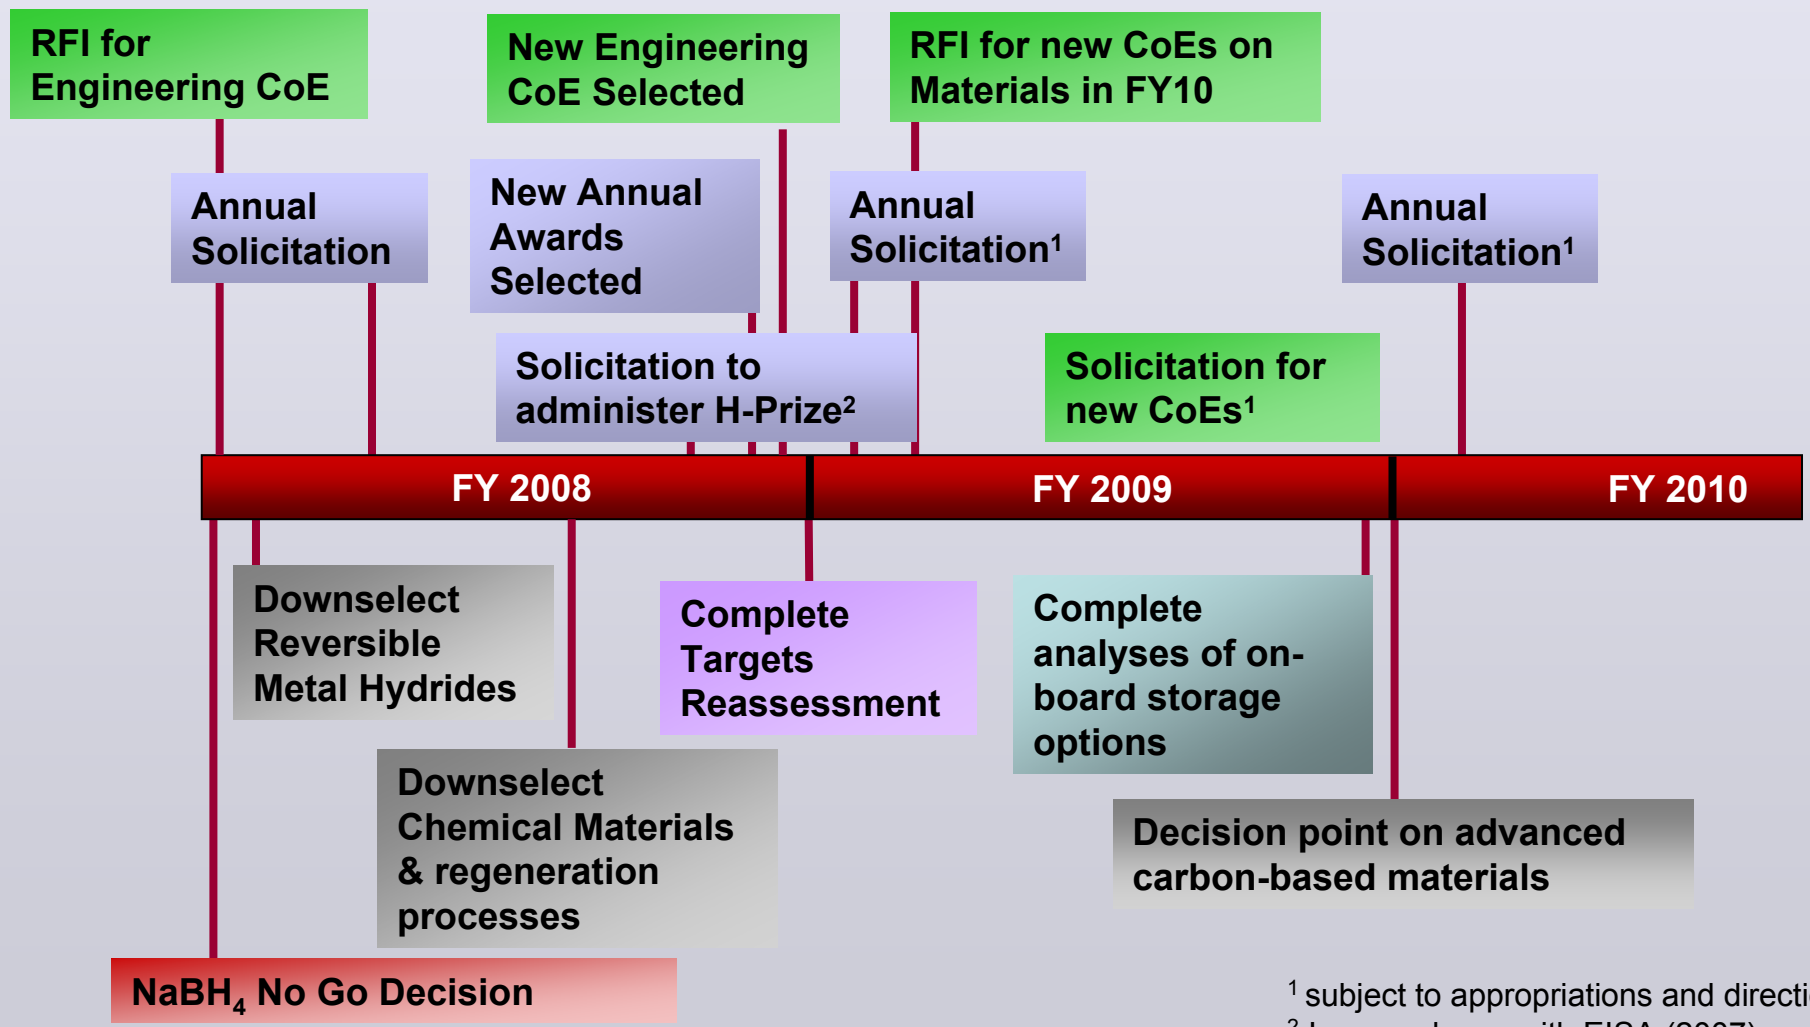 RFI for
Engineering CoE
New Engineering
CoE Selected
RFI for new CoEs on
Materials in FY10
Annual
Solicitation
New Annual
Awards
Selected
Annual
Solicitation¹
Annual
Solicitation¹
Solicitation to
administer H-Prize²
Solicitation for
new CoEs¹
FY 2008
FY 2009
FY 2010
Downselect
Reversible
Metal Hydrides
Complete
Targets
Reassessment
Complete
analyses of on-
board storage
options
Downselect
Chemical Materials
& regeneration
processes
Decision point on advanced
carbon-based materials
NaBH₄ No Go Decision
¹ subject to appropriations and